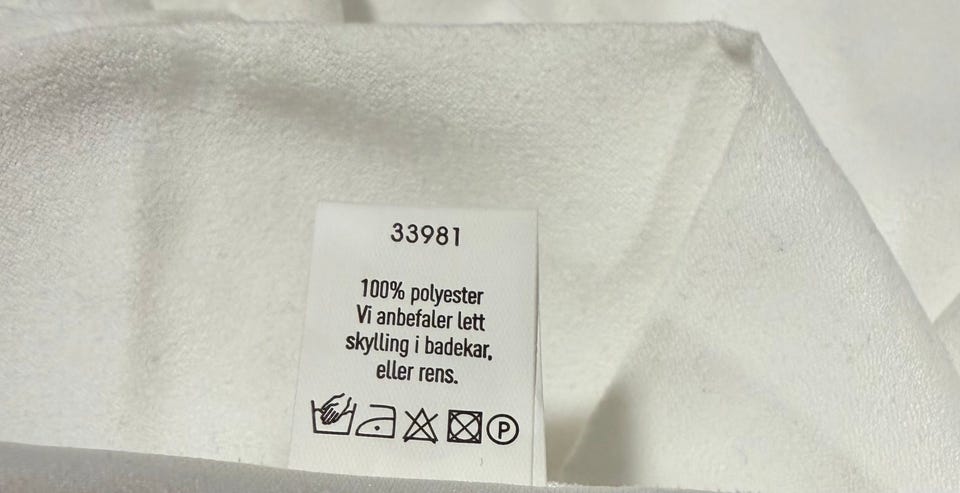 33981
100% polyester
Vi anbefaler lett
skylling i badekar,
eller rens.
P